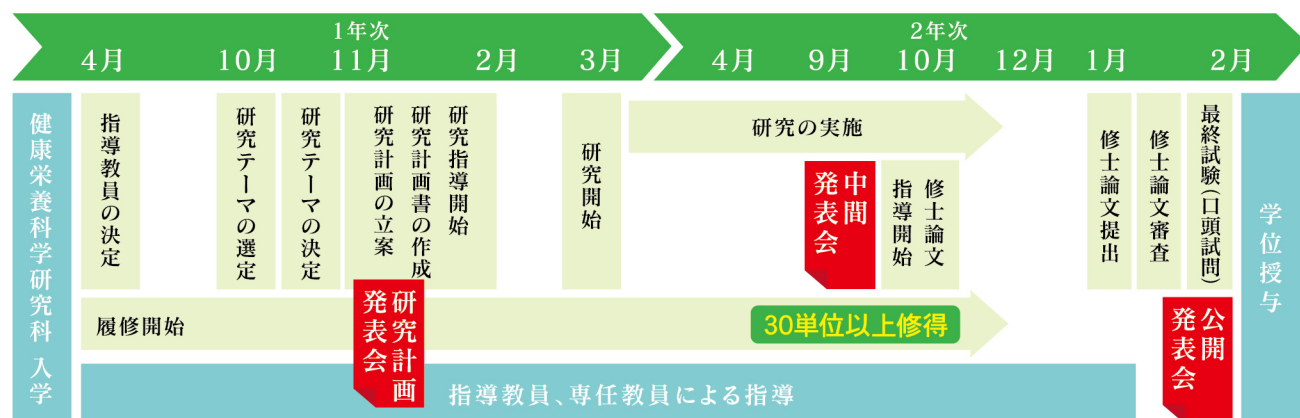 1年次
2年次
4月
10月
11月
2月
3月
4月
9月
10月
12月
1月
2月
健康栄養科学研究科 入学
指導教員の決定
研究テーマの選定
研究テーマの決定
研究計画の立案
研究計画書の作成
研究指導開始
研究開始
研究の実施
中間
発表会
修士論文
指導開始
修士論文提出
修士論文審査
最終試験(口頭試問)
学位授与
履修開始
研究計画
発表会
30単位以上修得
公開
発表会
指導教員、専任教員による指導